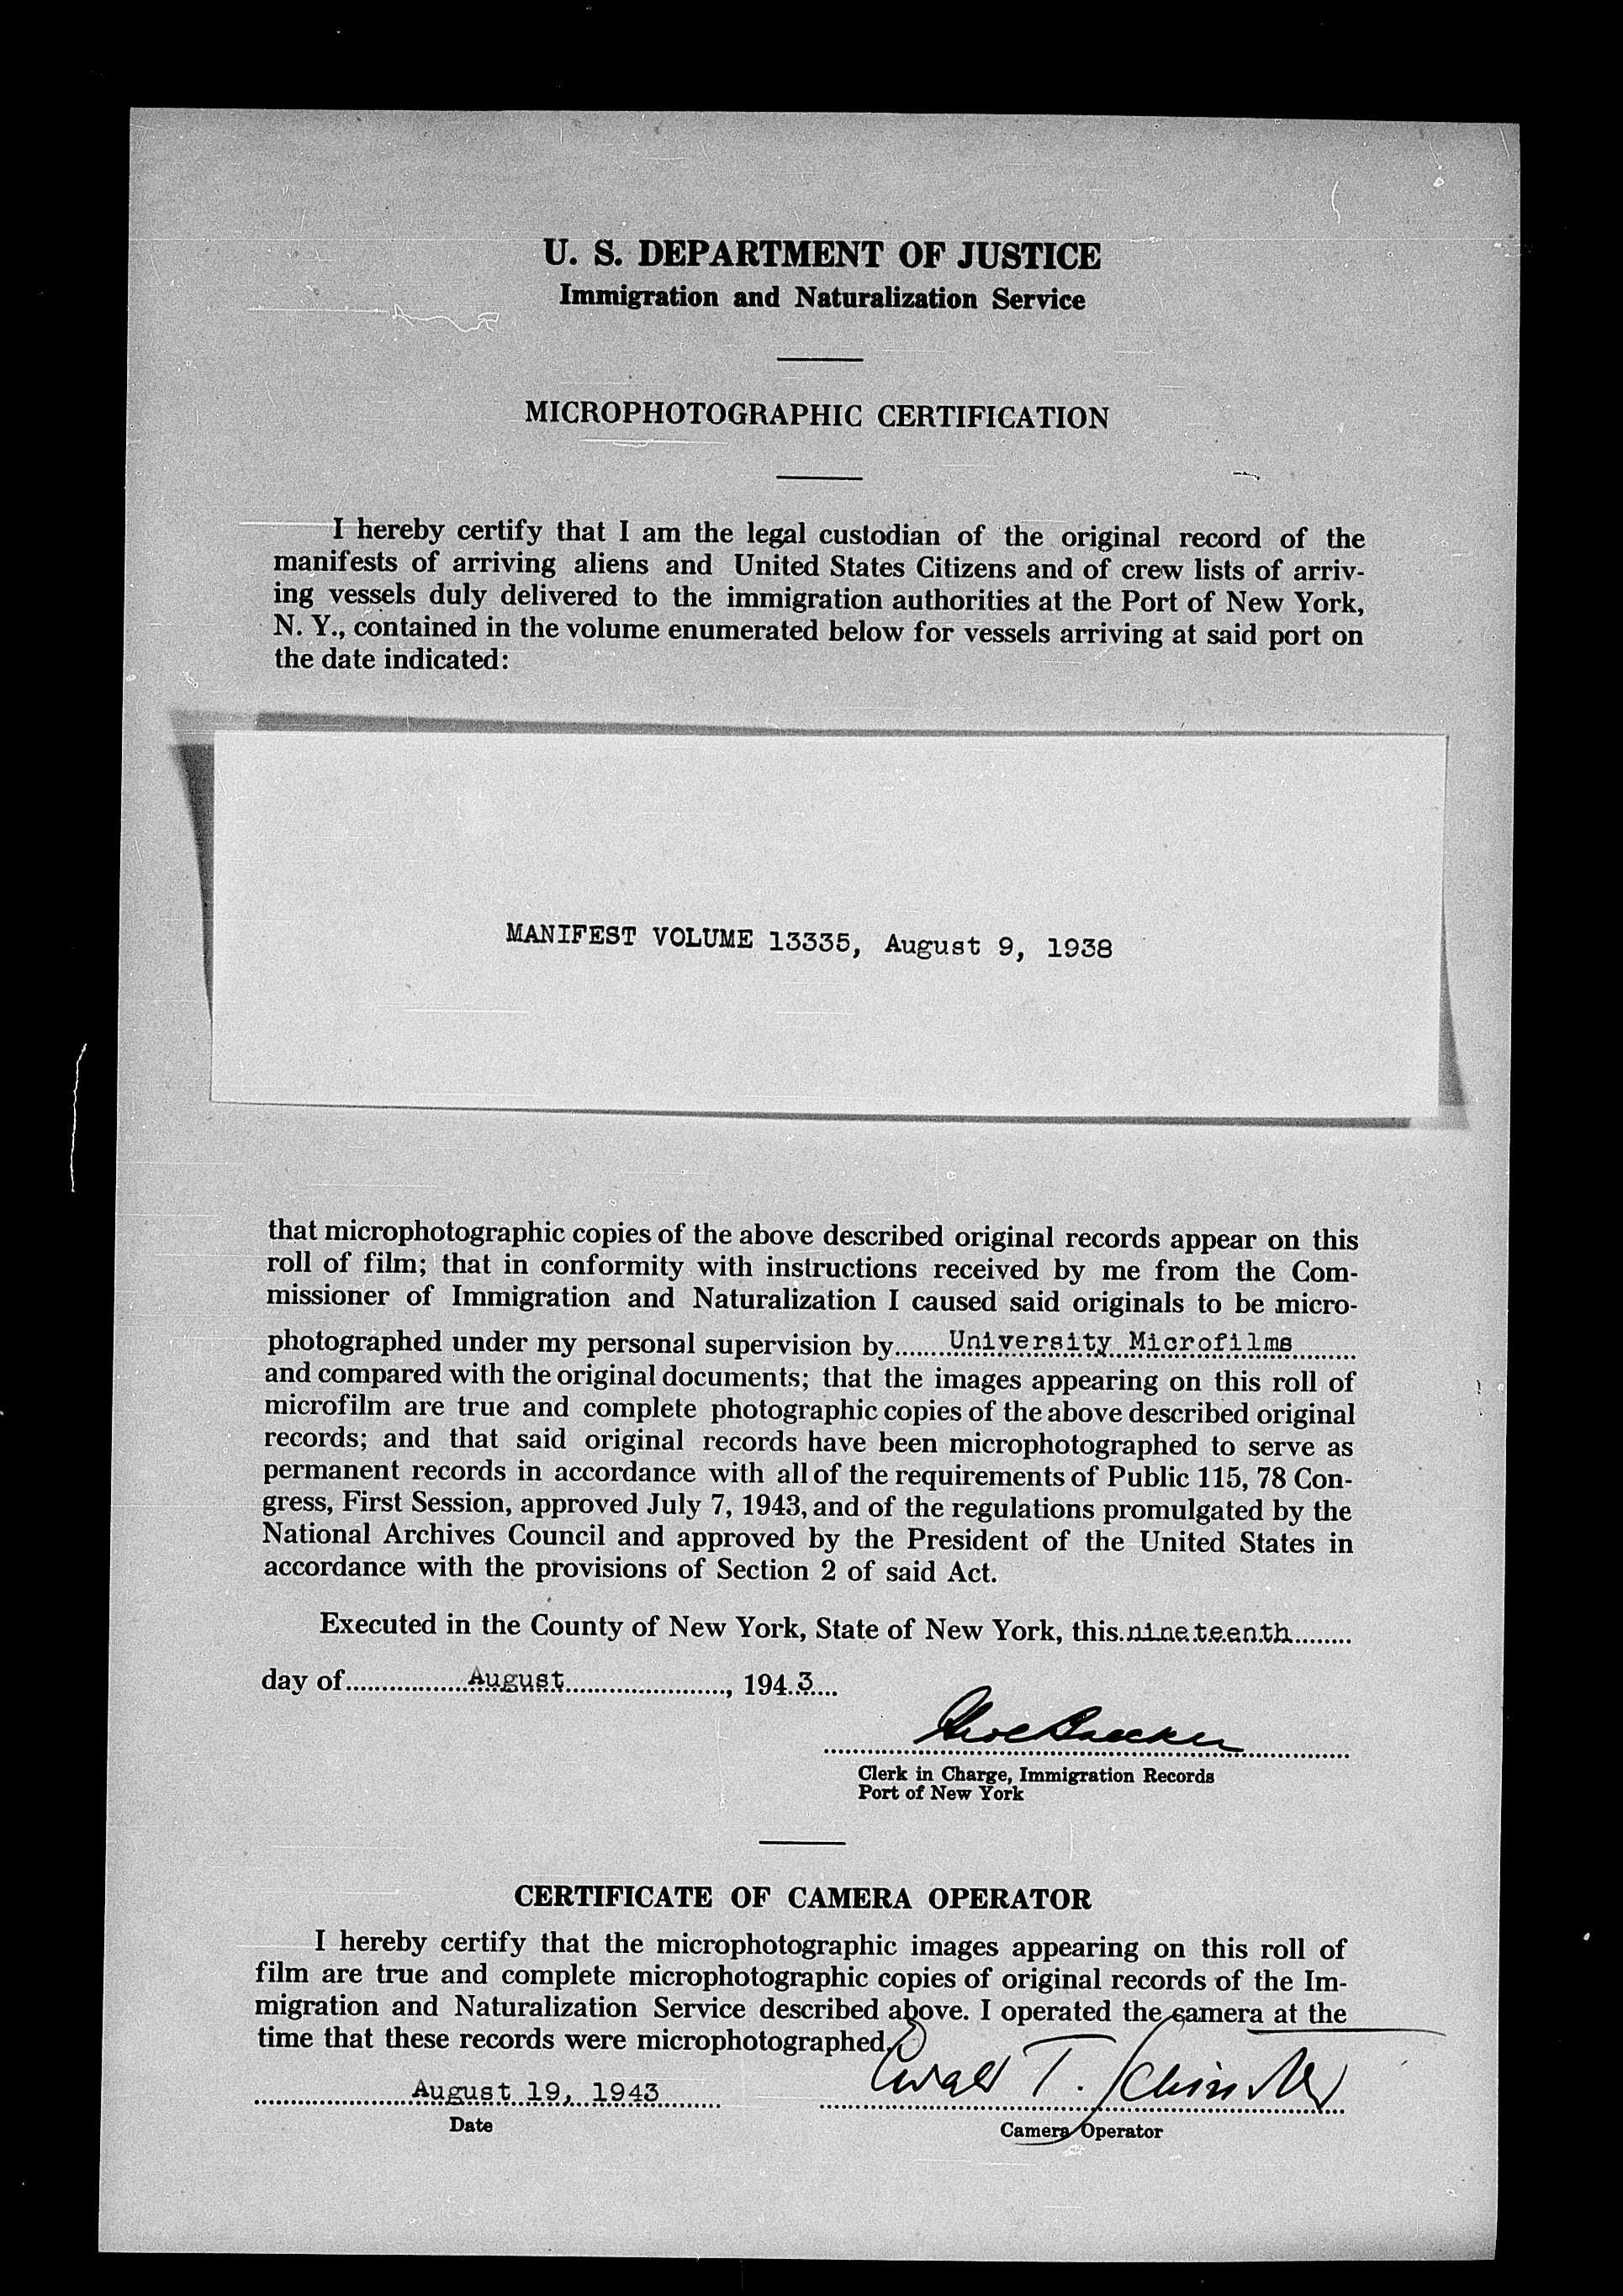 U. S. DEPARTMENT OF JUSTICE
Immigration and Naturalization Service
MICROPHOTOGRAPHIC CERTIFICATION
I hereby certify that I am the legal custodian of the original record of the
manifests of arriving aliens and United States Citizens and of crew lists of arriv-
ing vessels duly delivered to the immigration authorities at the Port of New York,
N. Y., contained in the volume enumerated below for vessels arriving at said port on
the date indicated:
MANIFEST VOLUME 13335, August 9, 1938
that microphotographic copies of the above described original records appear on this
roll of film; that in conformity with instructions received by me from the Com-
missioner of Immigration and Naturalization I caused said originals to be micro-
photographed under my personal supervision by University Microfilms
and compared with the original documents; that the images appearing on this roll of
microfilm are true and complete photographic copies of the above described original
records; and that said original records have been microphotographed to serve as
permanent records in accordance with all of the requirements of Public 115, 78 Con-
gress, First Session, approved July 7, 1943, and of the regulations promulgated by the
National Archives Council and approved by the President of the United States in
accordance with the provisions of Section 2 of said Act.
Executed in the County of New York, State of New York, this nineteenth
day of August, 1943
Clerk in Charge, Immigration Records
Port of New York
CERTIFICATE OF CAMERA OPERATOR
I hereby certify that the microphotographic images appearing on this roll of
film are true and complete microphotographic copies of original records of the Im-
migration and Naturalization Service described above. I operated the camera at the
time that these records were microphotographed.
August 19, 1943
Date
Camera Operator